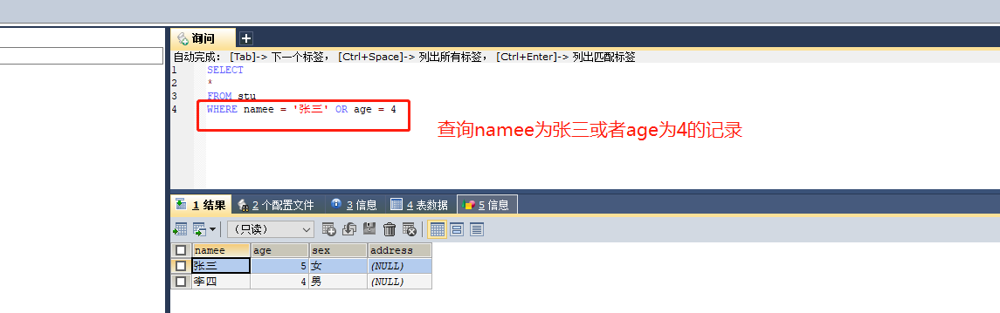 询问
自动完成: [Tab]-> 下一个标签, [Ctrl+Space]-> 列出所有标签, [Ctrl+Enter]-> 列出匹配标签
1 SELECT
2 *
3 FROM stu
4 WHERE namee = '张三' OR age = 4
查询namee为张三或者age为4的记录
1 结果 2 个配置文件 3 信息 4 表数据 5 信息
(只读)
namee age sex address
张三 5 女 (NULL)
李四 4 男 (NULL)